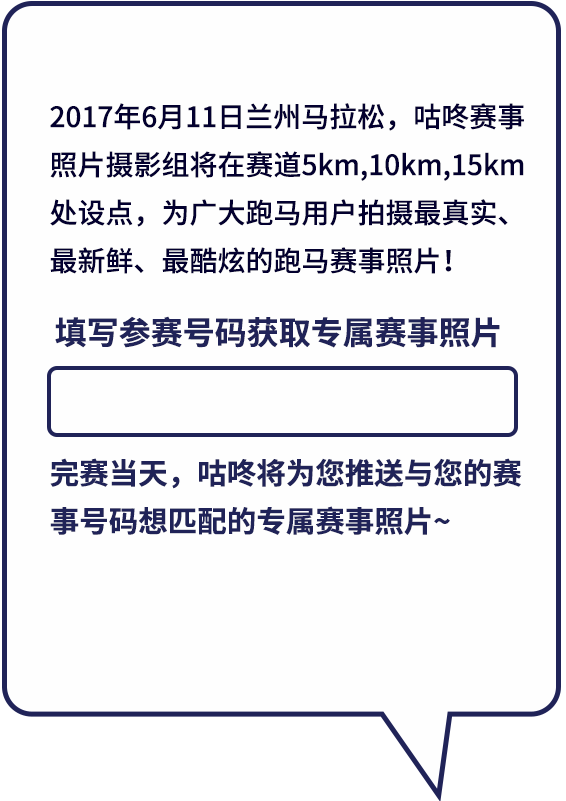 2017年6月11日兰州马拉松，咕咚赛事
照片摄影组将在赛道5km,10km,15km
处设点，为广大跑马用户拍摄最真实、
最新鲜、最酷炫的跑马赛事照片！
填写参赛号码获取专属赛事照片
完赛当天，咕咚将为您推送与您的赛
事号码想匹配的专属赛事照片~